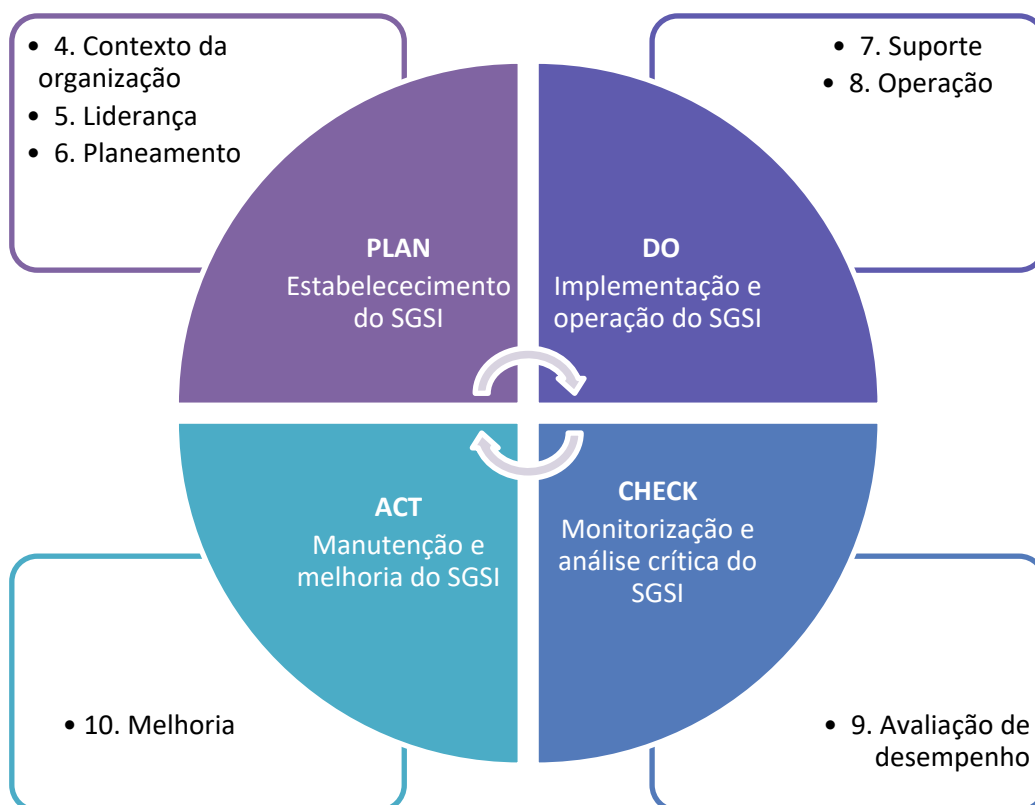 • 4. Contexto da
organização
• 5. Liderança
• 6. Planeamento
• 7. Suporte
• 8. Operação
PLAN
Estabelececimento
do SGSI
DO
Implementação e
operação do SGSI
ACT
Manutenção e
melhoria do SGSI
CHECK
Monitorização e
análise crítica do
SGSI
• 10. Melhoria
• 9. Avaliação de
desempenho